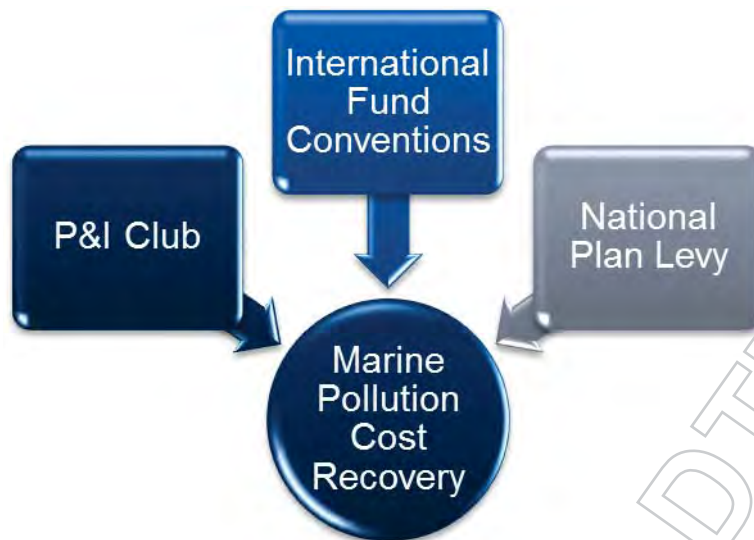 International
Fund
Conventions
P&I Club
National
Plan Levy
Marine
Pollution
Cost
Recovery